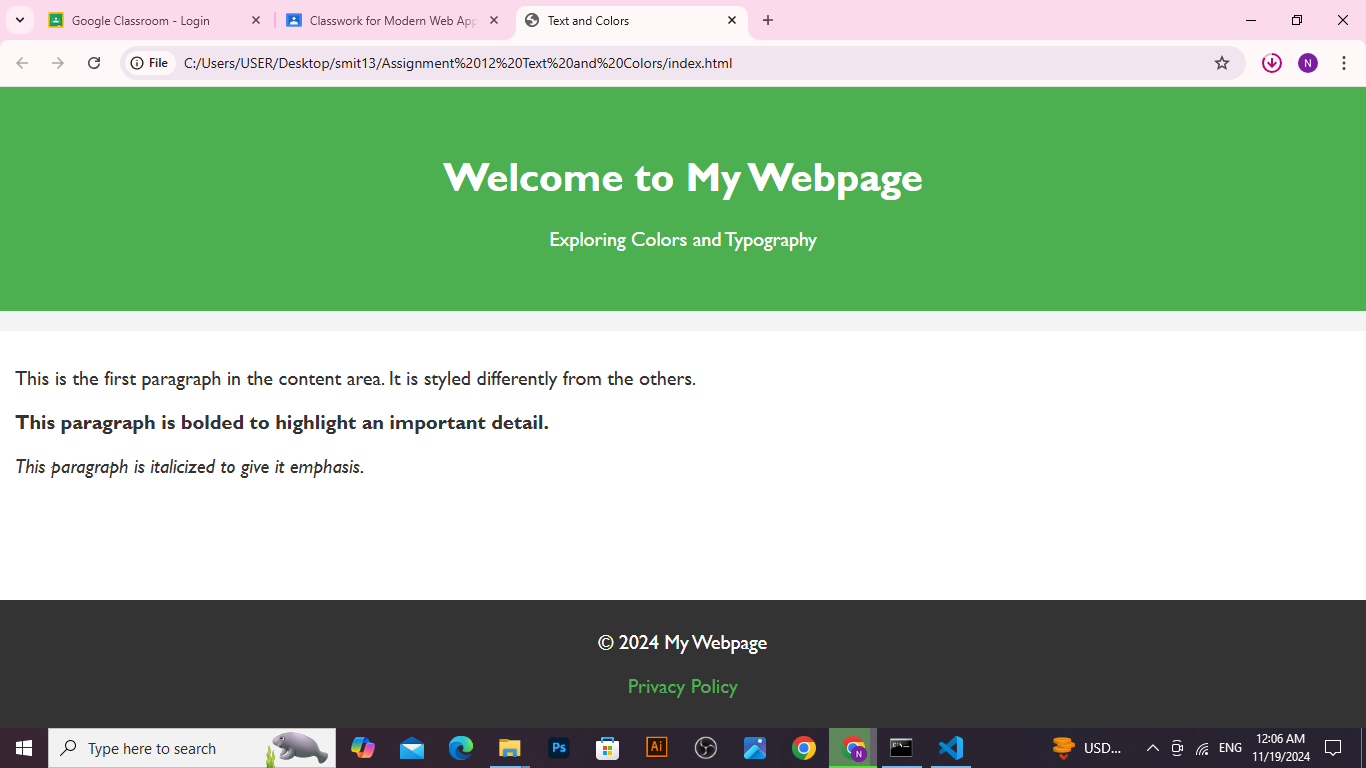 Google Classroom - Login
Classwork for Modern Web App
Text and Colors
File
C:/Users/USER/Desktop/smit13/Assignment%2012%20Text%20and%20Colors/index.html
N
Welcome to My Webpage
Exploring Colors and Typography
This is the first paragraph in the content area. It is styled differently from the others.
This paragraph is bolded to highlight an important detail.
This paragraph is italicized to give it emphasis.
© 2024 My Webpage
Privacy Policy
Type here to search
Ps
Ai
N
USD...
ENG
12:06 AM
11/19/2024